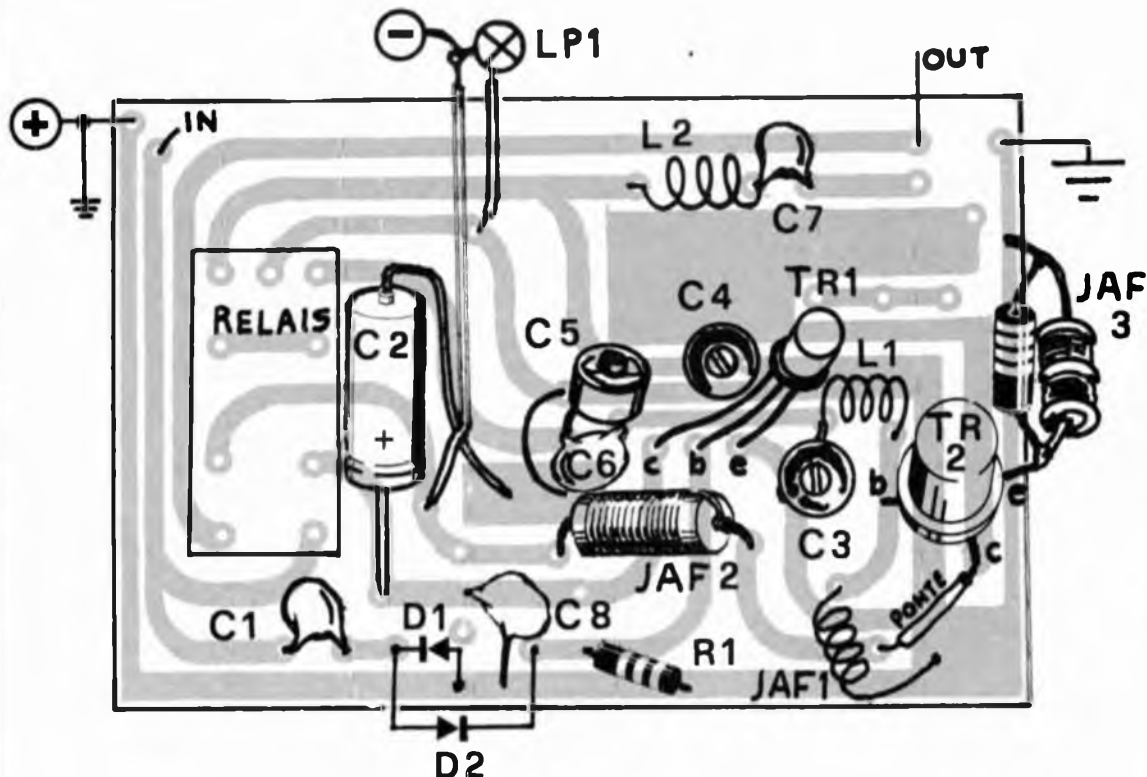 − LP1
OUT
+
IN
L2
C7
RELAIS
C2
+
C5
C4
TR1
JAF
3
L1
TR
2
C6
c b e
b
e
C3
c
JAF2
PONTE
C1
D1
C8
R1
JAF1
D2